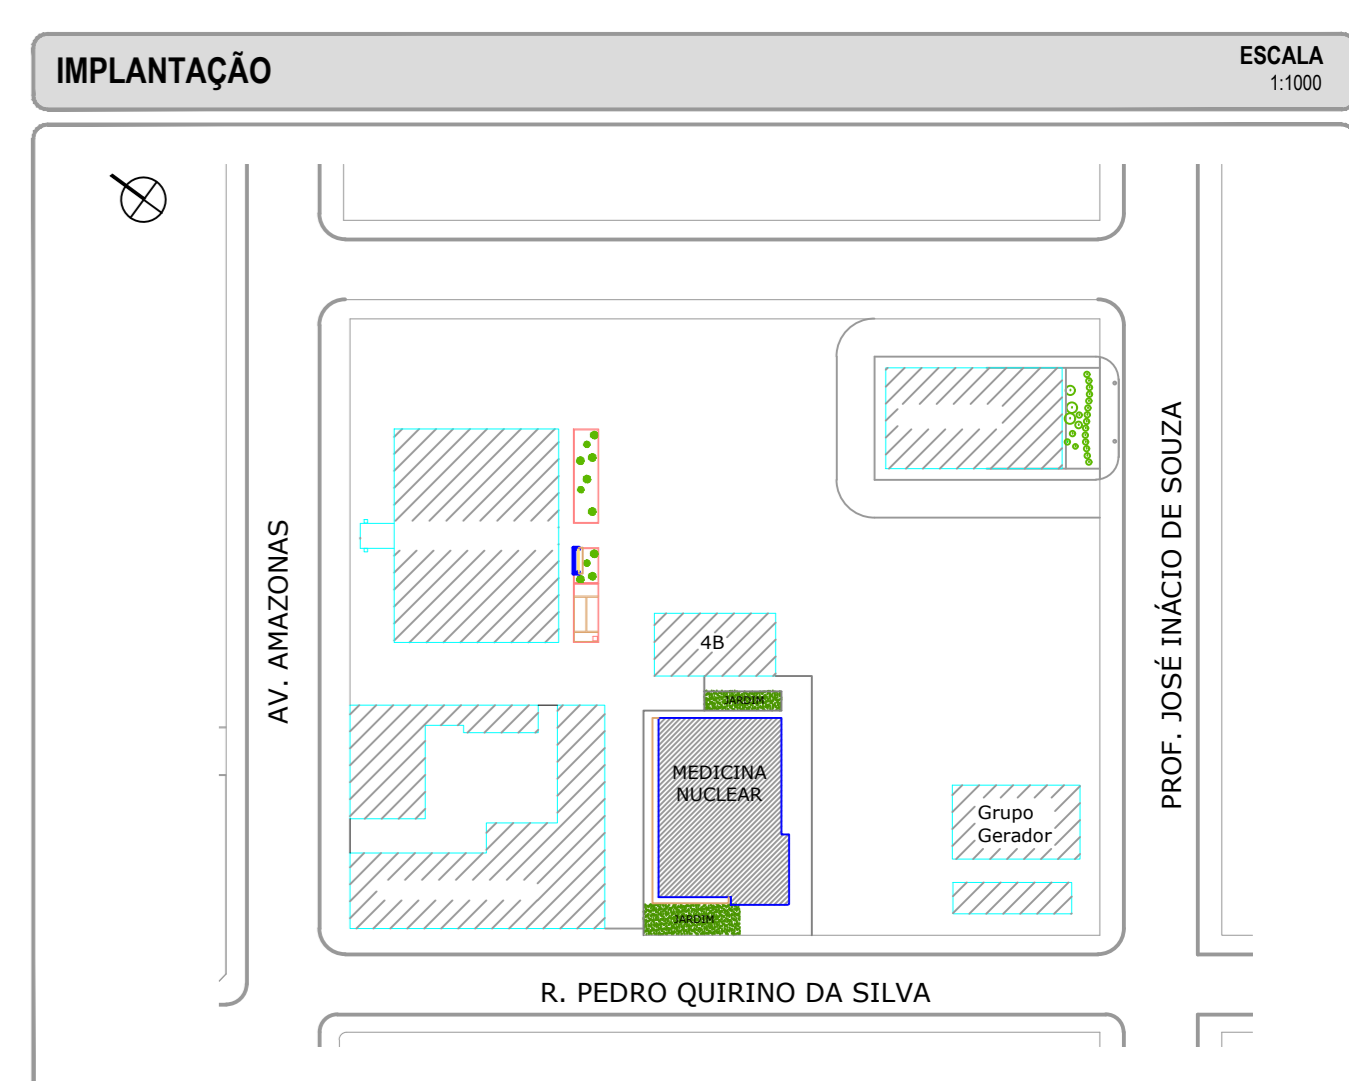 IMPLANTAÇÃO
ESCALA
1:1000
AV. AMAZONAS
PROF. JOSÉ INÁCIO DE SOUZA
4B
JARDIM
MEDICINA
NUCLEAR
Grupo
Gerador
JARDIM
R. PEDRO QUIRINO DA SILVA